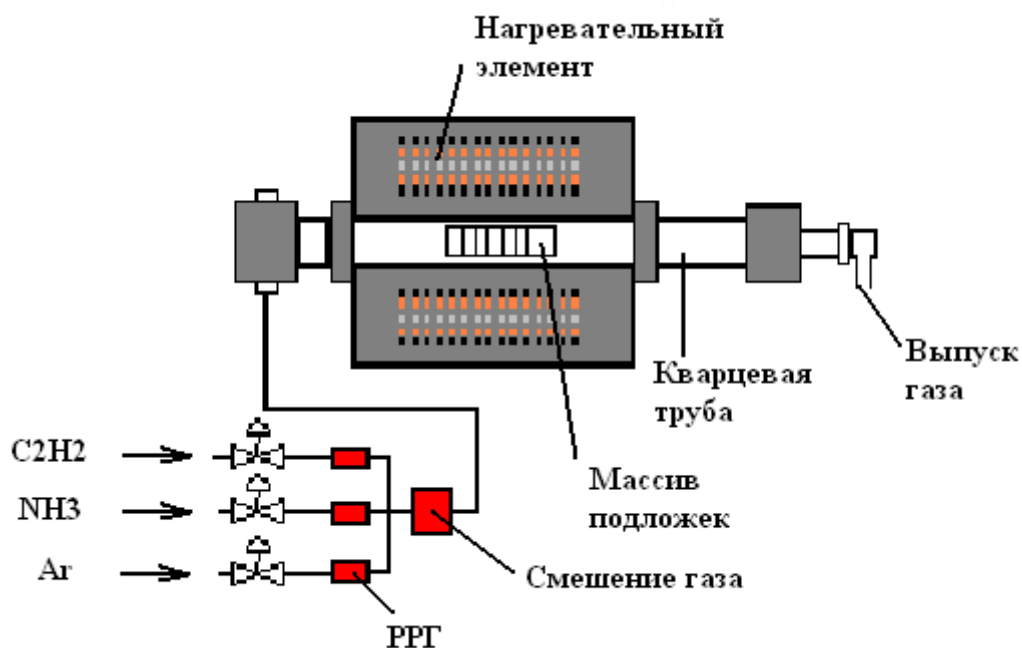 Нагревательный
элемент
Выпуск
газа
Кварцевая
труба
C2H2
NH3
Ar
Массив
подложек
Смешение газа
РРГ